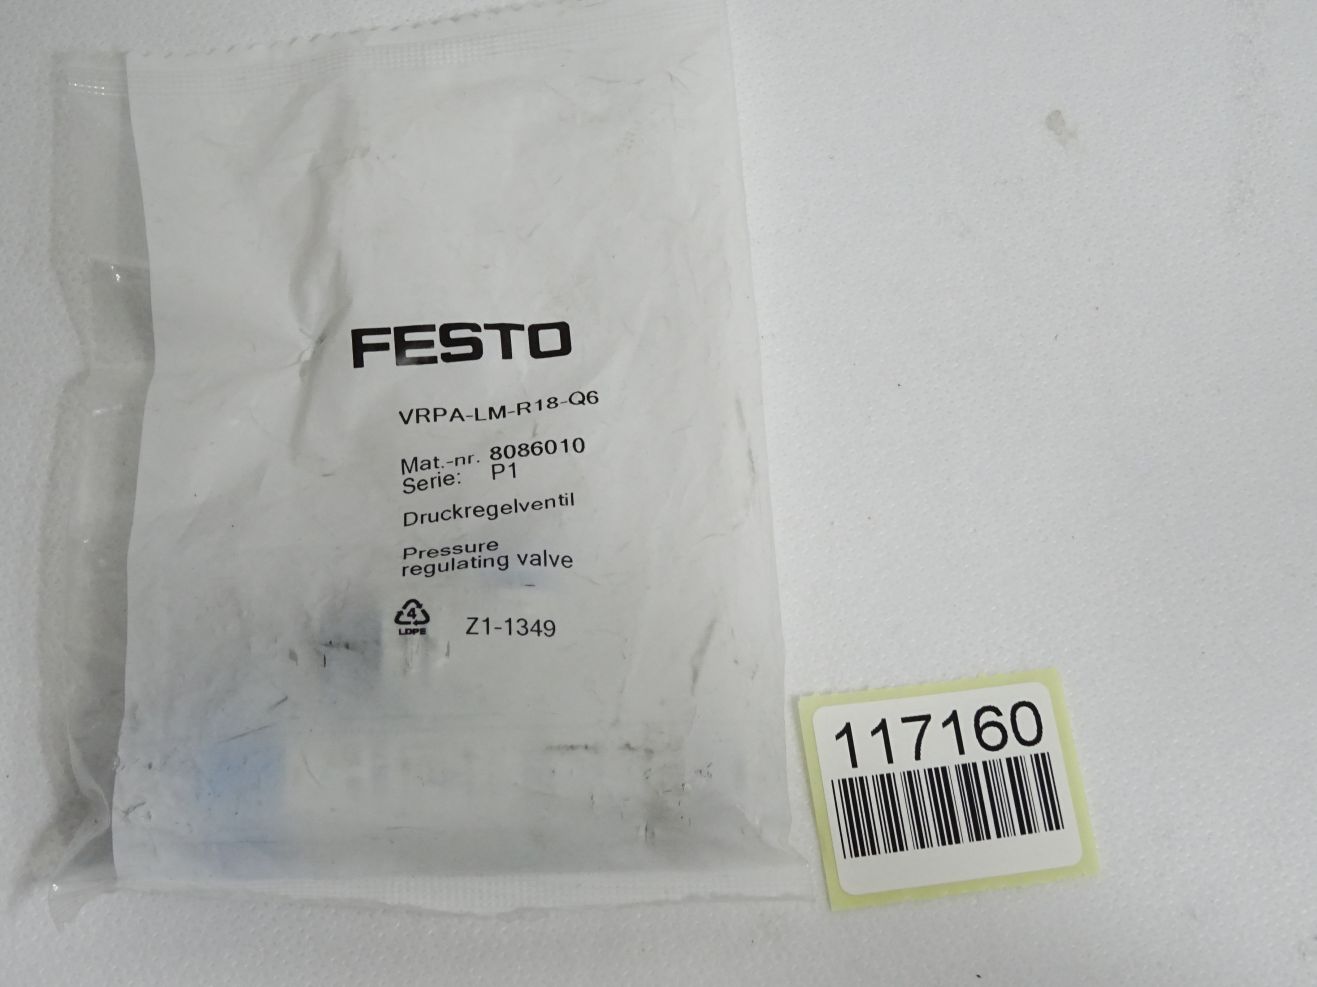 FESTO
VRPA-LM-R18-Q6
Mat.-nr. 8086010
Serie: P1
Druckregelventil
Pressure
regulating valve
4
LDPE
Z1-1349
117160